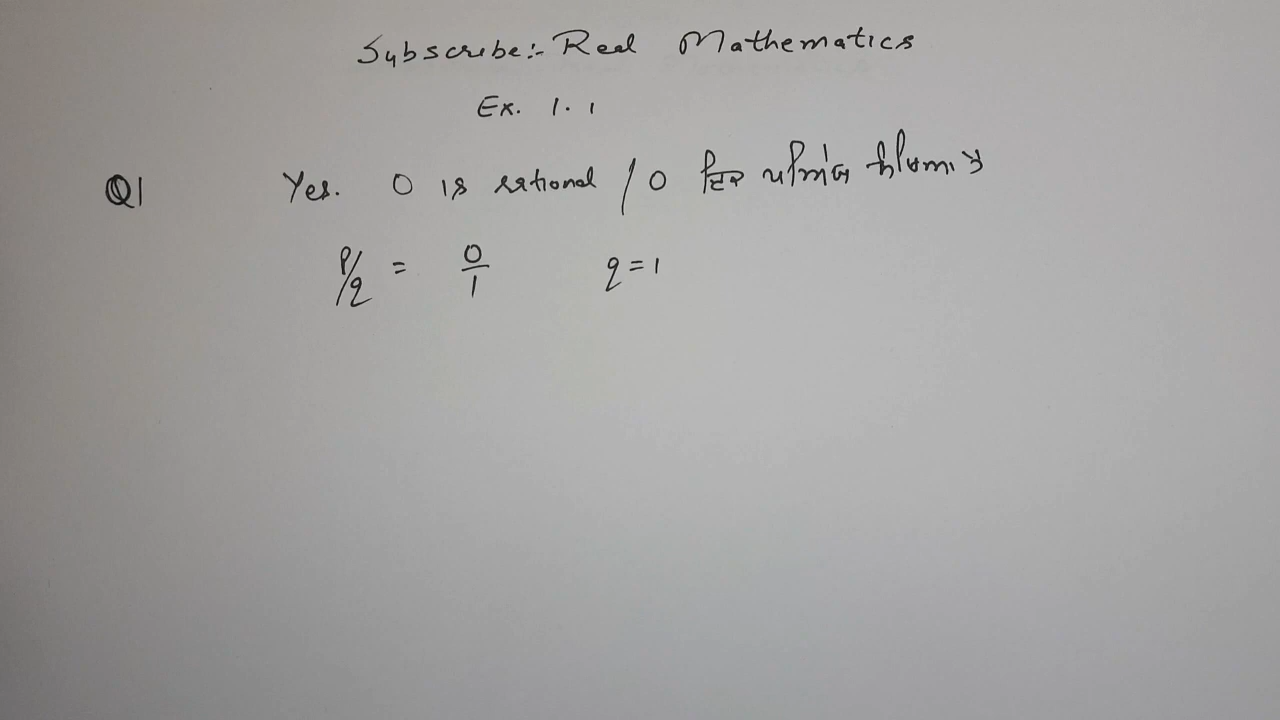 Subscribe:- Real Mathematics
Ex. 1.1
Q1 Yes. 0 is rational / 0 ਇਕ ਪਰਿਮੇਯ ਸੰਖਿਆ ਹੈ
P/q = 0/1 q = 1